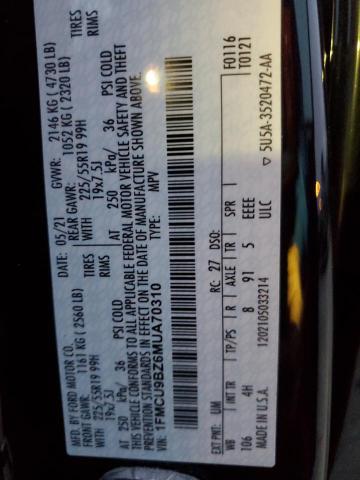 MFD. BY FORD MOTOR CO.
DATE: 05/21 GVWR: 2146 KG ( 4730 LB)
FRONT GAWR: 1161 KG ( 2560 LB) REAR GAWR: 1052 KG ( 2320 LB)
225/55R19 99H WITH 225/55R19 99H TIRES
19x7.5J 19x7.5J RIMS
AT 250 kPa/ 36 PSI COLD AT 250 kPa/ 36 PSI COLD
THIS VEHICLE CONFORMS TO ALL APPLICABLE FEDERAL MOTOR VEHICLE SAFETY AND THEFT
PREVENTION STANDARDS IN EFFECT ON THE DATE OF MANUFACTURE SHOWN ABOVE.
VIN: 1FMCU9BZ6MUA70310 TYPE: MPV
F0116
T0121
EXT PNT: UM RC: 27 DSO:
WB INT TR TP/PS R AXLE TR SPR
106 4H 8 91 5 EEEE
ULC
MADE IN U.S.A. 1202105033214
▽ 5U5A-3520472-AA
TIRES
RIMS